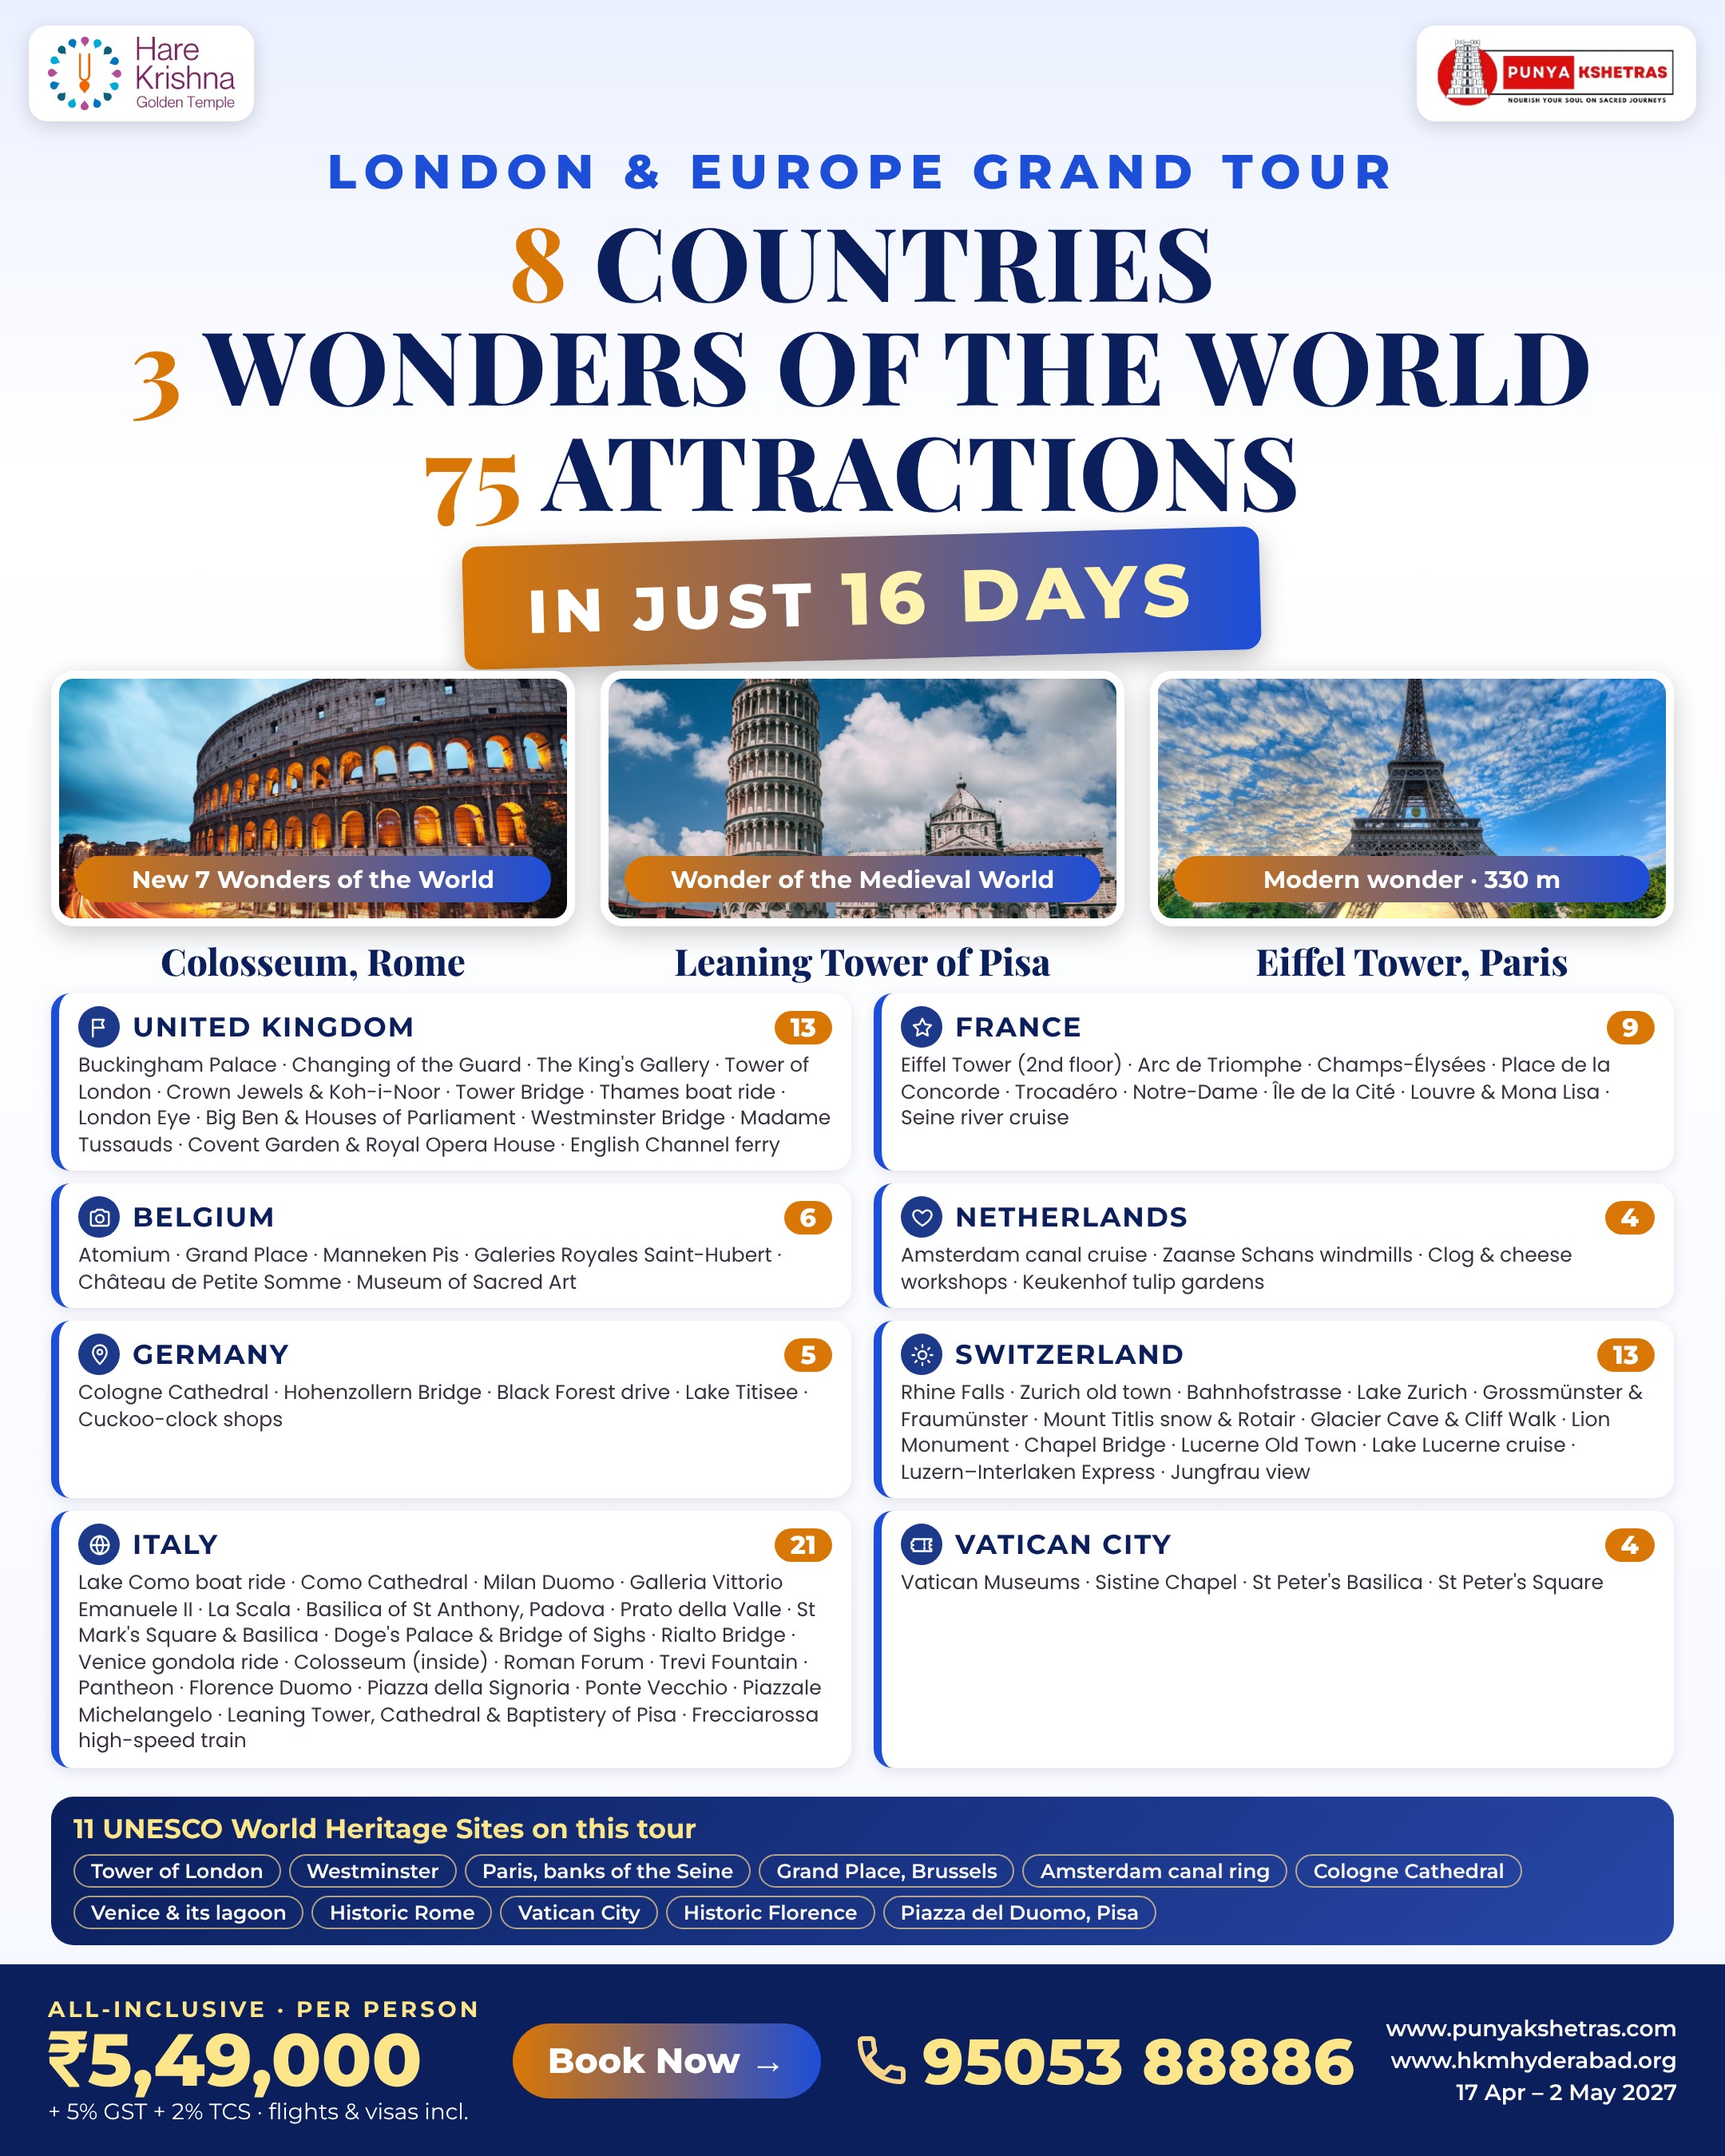 Hare
Krishna
Golden Temple
PUNYA KSHETRAS
NOURISH YOUR SOUL ON SACRED JOURNEYS
LONDON & EUROPE GRAND TOUR
8 COUNTRIES
3 WONDERS OF THE WORLD
75 ATTRACTIONS
IN JUST 16 DAYS
New 7 Wonders of the World
Wonder of the Medieval World
Modern wonder · 330 m
Colosseum, Rome
Leaning Tower of Pisa
Eiffel Tower, Paris
UNITED KINGDOM 13
Buckingham Palace · Changing of the Guard · The King's Gallery · Tower of
London · Crown Jewels & Koh-i-Noor · Tower Bridge · Thames boat ride ·
London Eye · Big Ben & Houses of Parliament · Westminster Bridge · Madame
Tussauds · Covent Garden & Royal Opera House · English Channel ferry
FRANCE 9
Eiffel Tower (2nd floor) · Arc de Triomphe · Champs-Élysées · Place de la
Concorde · Trocadéro · Notre-Dame · Île de la Cité · Louvre & Mona Lisa ·
Seine river cruise
BELGIUM 6
Atomium · Grand Place · Manneken Pis · Galeries Royales Saint-Hubert ·
Château de Petite Somme · Museum of Sacred Art
NETHERLANDS 4
Amsterdam canal cruise · Zaanse Schans windmills · Clog & cheese
workshops · Keukenhof tulip gardens
GERMANY 5
Cologne Cathedral · Hohenzollern Bridge · Black Forest drive · Lake Titisee ·
Cuckoo-clock shops
SWITZERLAND 13
Rhine Falls · Zurich old town · Bahnhofstrasse · Lake Zurich · Grossmünster &
Fraumünster · Mount Titlis snow & Rotair · Glacier Cave & Cliff Walk · Lion
Monument · Chapel Bridge · Lucerne Old Town · Lake Lucerne cruise ·
Luzern–Interlaken Express · Jungfrau view
ITALY 21
Lake Como boat ride · Como Cathedral · Milan Duomo · Galleria Vittorio
Emanuele II · La Scala · Basilica of St Anthony, Padova · Prato della Valle · St
Mark's Square & Basilica · Doge's Palace & Bridge of Sighs · Rialto Bridge ·
Venice gondola ride · Colosseum (inside) · Roman Forum · Trevi Fountain ·
Pantheon · Florence Duomo · Piazza della Signoria · Ponte Vecchio · Piazzale
Michelangelo · Leaning Tower, Cathedral & Baptistery of Pisa · Frecciarossa
high-speed train
VATICAN CITY 4
Vatican Museums · Sistine Chapel · St Peter's Basilica · St Peter's Square
11 UNESCO World Heritage Sites on this tour
Tower of London Westminster Paris, banks of the Seine Grand Place, Brussels Amsterdam canal ring Cologne Cathedral
Venice & its lagoon Historic Rome Vatican City Historic Florence Piazza del Duomo, Pisa
ALL-INCLUSIVE · PER PERSON
₹5,49,000
+ 5% GST + 2% TCS · flights & visas incl.
Book Now →
95053 88886
www.punyakshetras.com
www.hkmhyderabad.org
17 Apr – 2 May 2027